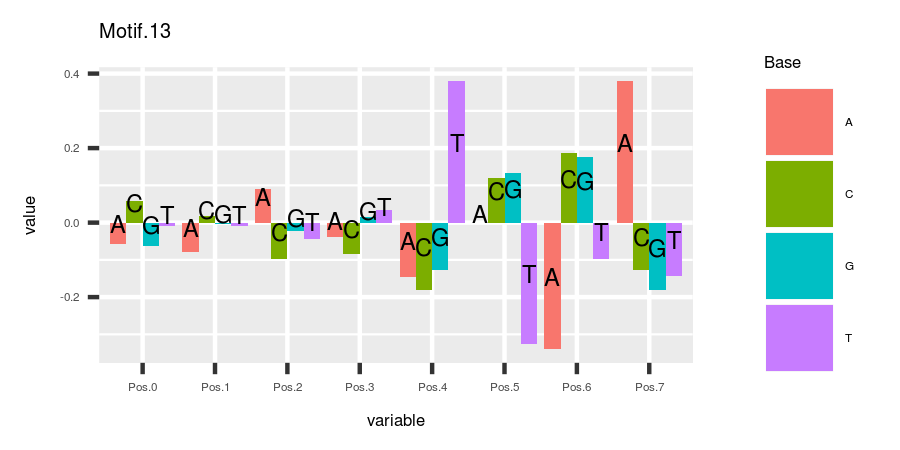 Motif.13
value
0.4
0.2
0.0
-0.2
A C G T
A C G T
A C G T
A C G T
A C G T
A C G T
A C G T
A C G T
Pos.0 Pos.1 Pos.2 Pos.3 Pos.4 Pos.5 Pos.6 Pos.7
variable
Base
A
C
G
T